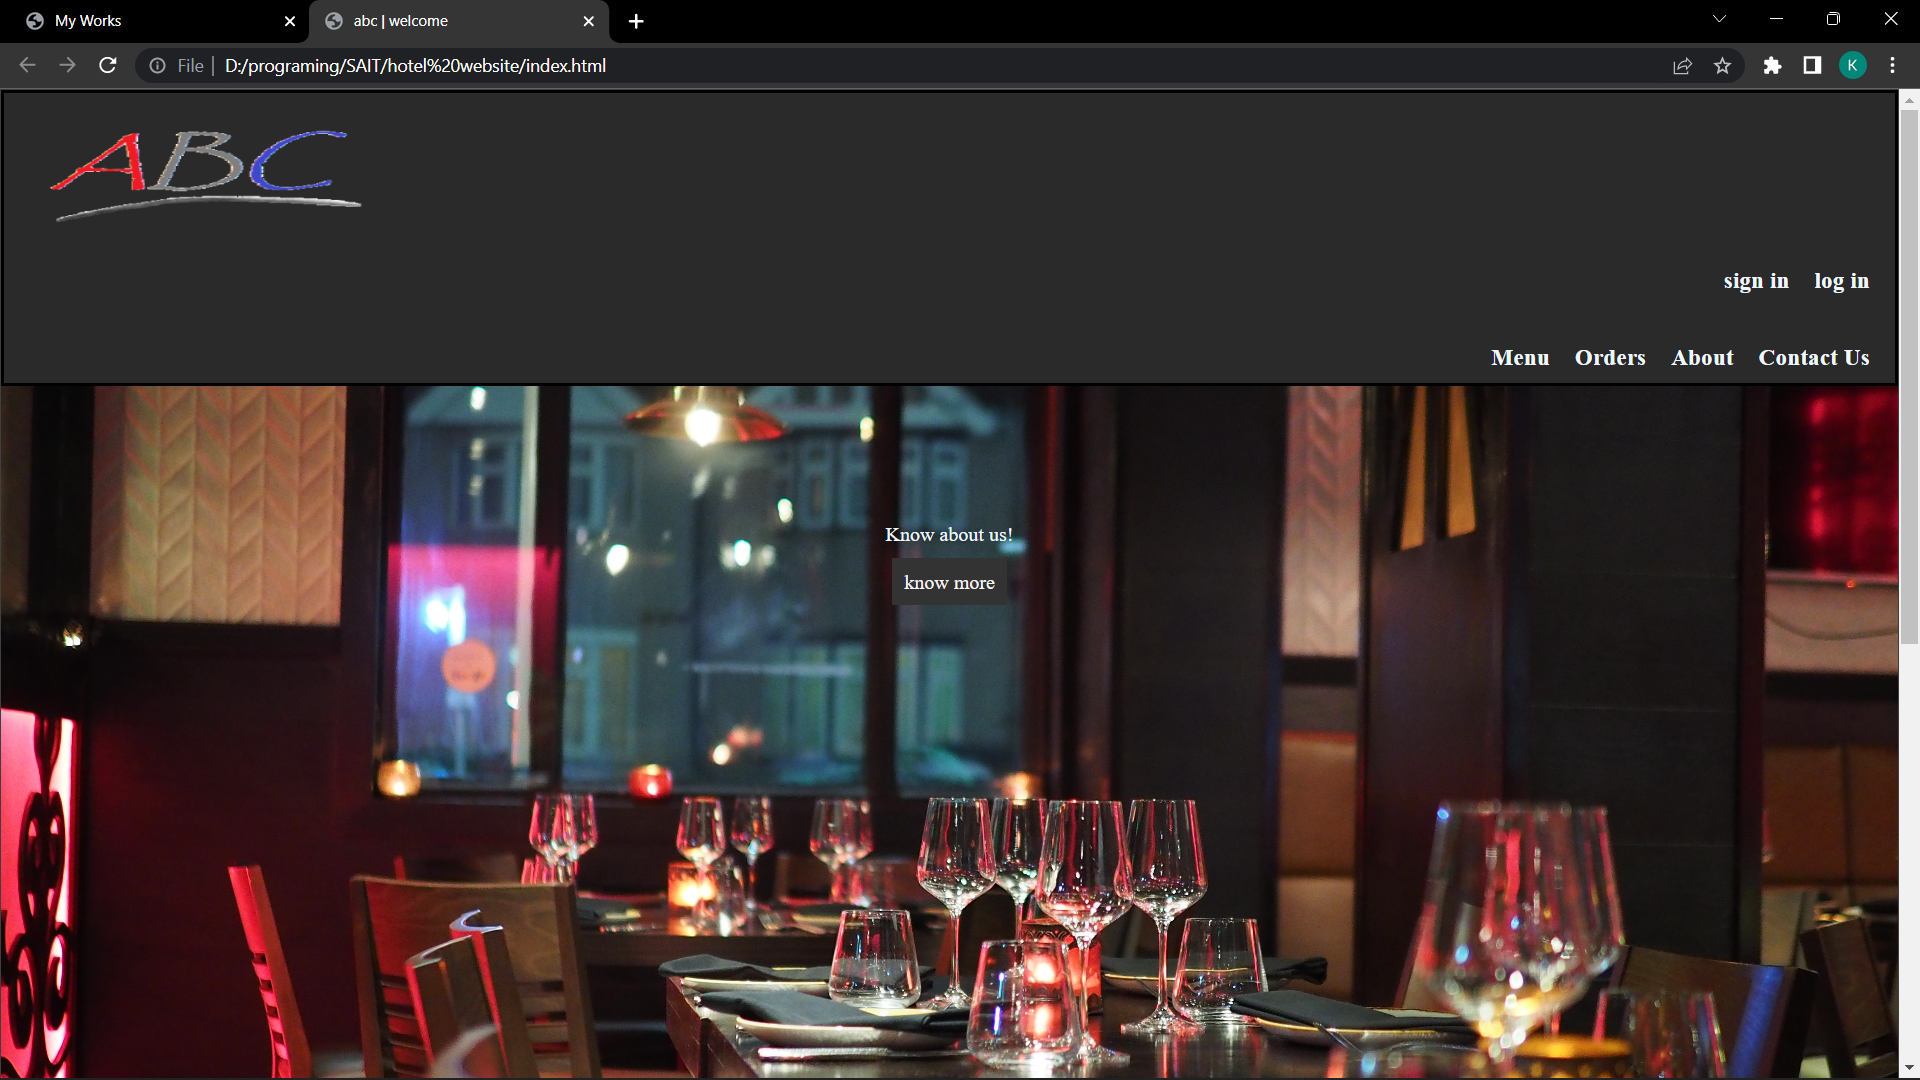 My Works
abc | welcome
File | D:/programing/SAIT/hotel%20website/index.html
K
ABC
sign in log in
Menu Orders About Contact Us
Know about us!
know more